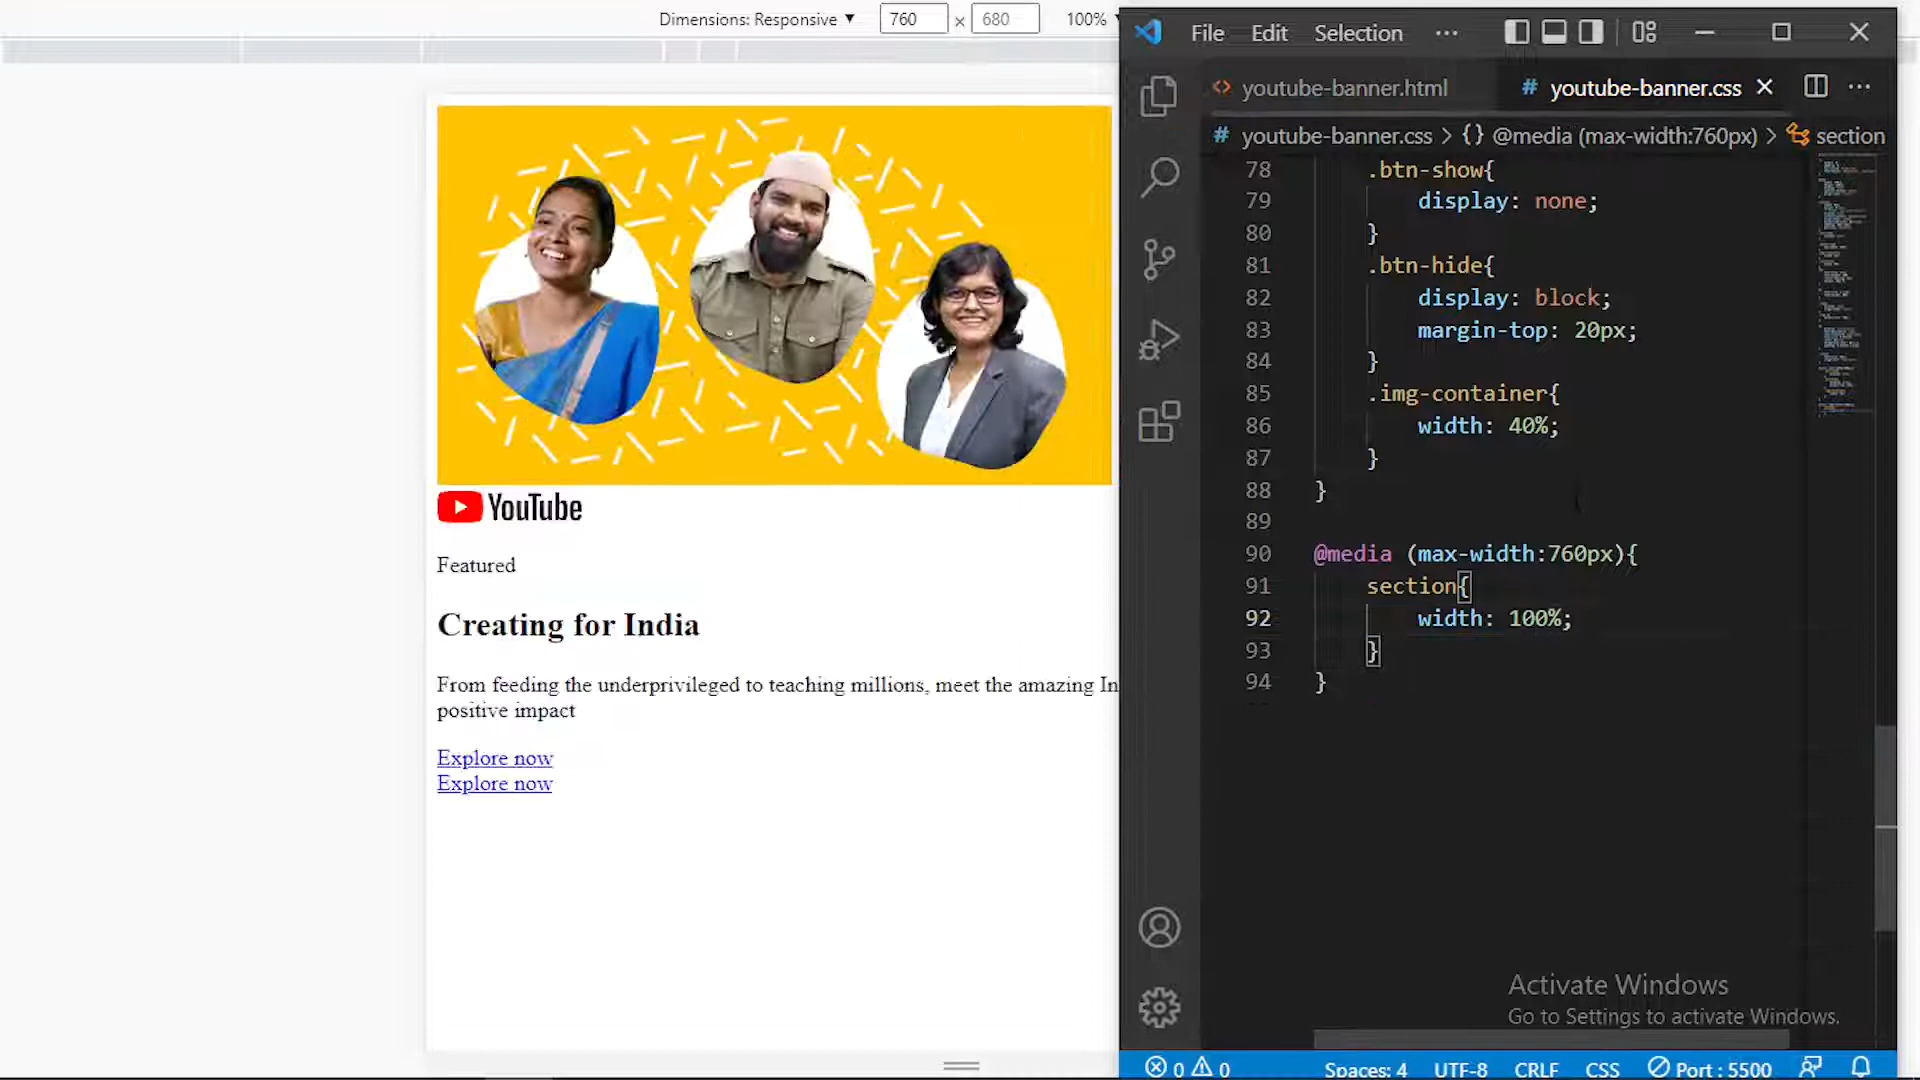 Dimensions: Responsive ▼ 760 × 680 100%
YouTube
Featured
Creating for India
From feeding the underprivileged to teaching millions, meet the amazing In
positive impact
Explore now
Explore now
File Edit Selection ···
<> youtube-banner.html # youtube-banner.css
# youtube-banner.css > {} @media (max-width:760px) > section
78 .btn-show{
79 display: none;
80 }
81 .btn-hide{
82 display: block;
83 margin-top: 20px;
84 }
85 .img-container{
86 width: 40%;
87 }
88 }
89
90 @media (max-width:760px){
91 section{
92 width: 100%;
93 }
94 }
Activate Windows
Go to Settings to activate Windows.
0 0 Spaces: 4 UTF-8 CRLF CSS Port : 5500